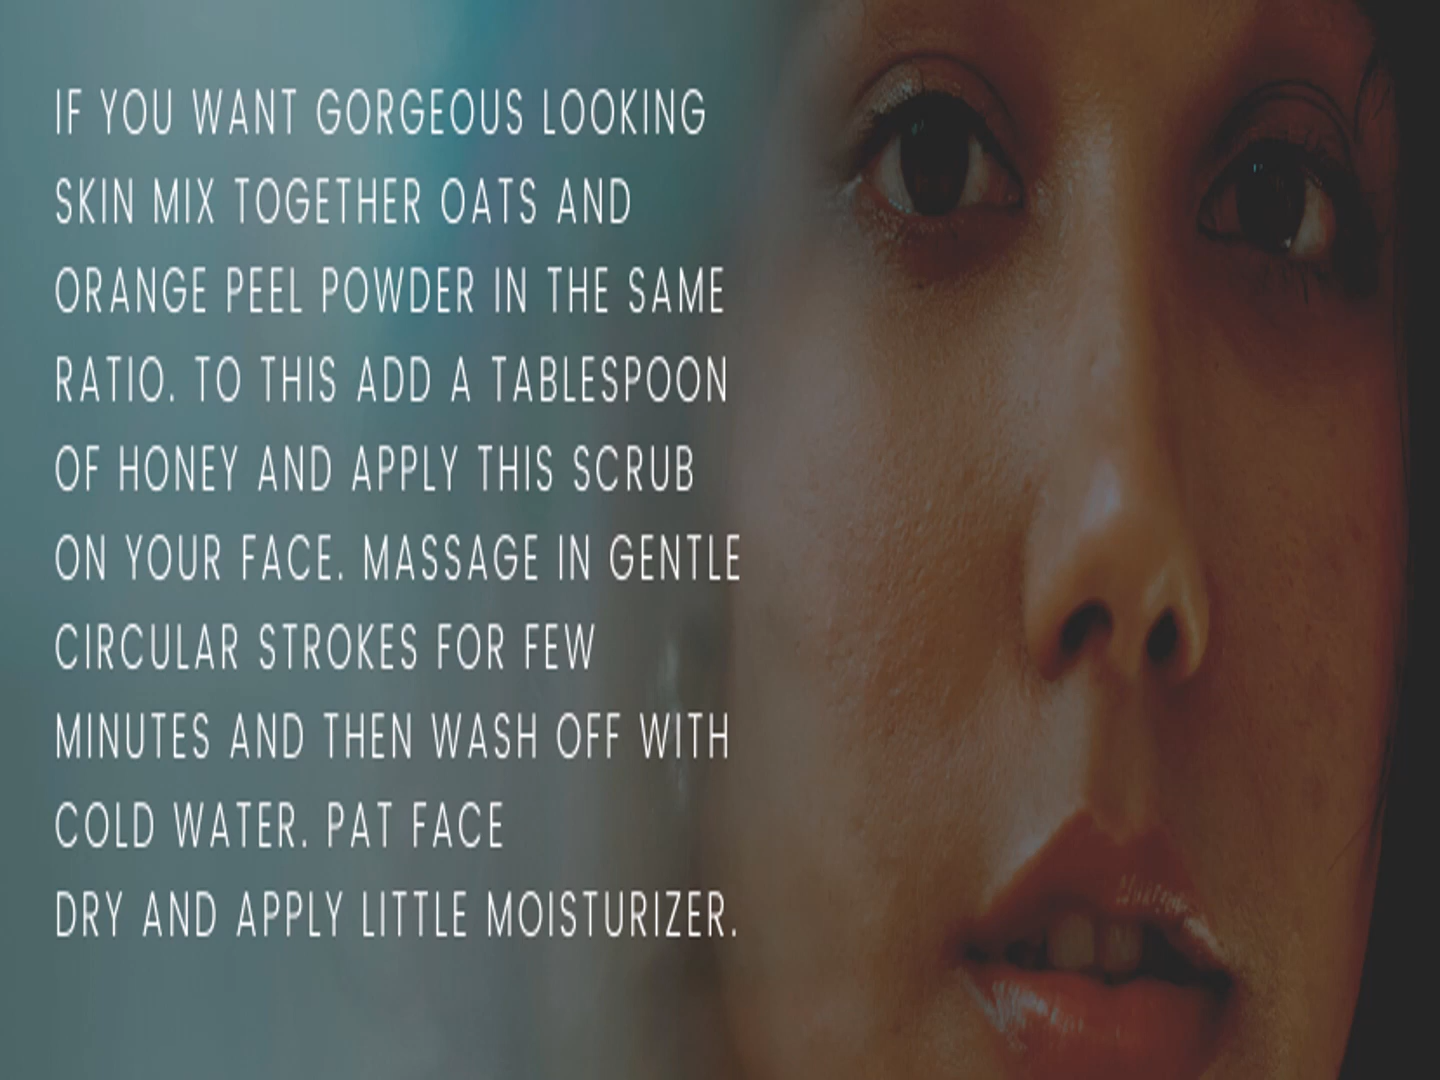 IF YOU WANT GORGEOUS LOOKING
SKIN MIX TOGETHER OATS AND
ORANGE PEEL POWDER IN THE SAME
RATIO. TO THIS ADD A TABLESPOON
OF HONEY AND APPLY THIS SCRUB
ON YOUR FACE. MASSAGE IN GENTLE
CIRCULAR STROKES FOR FEW
MINUTES AND THEN WASH OFF WITH
COLD WATER. PAT FACE
DRY AND APPLY LITTLE MOISTURIZER.